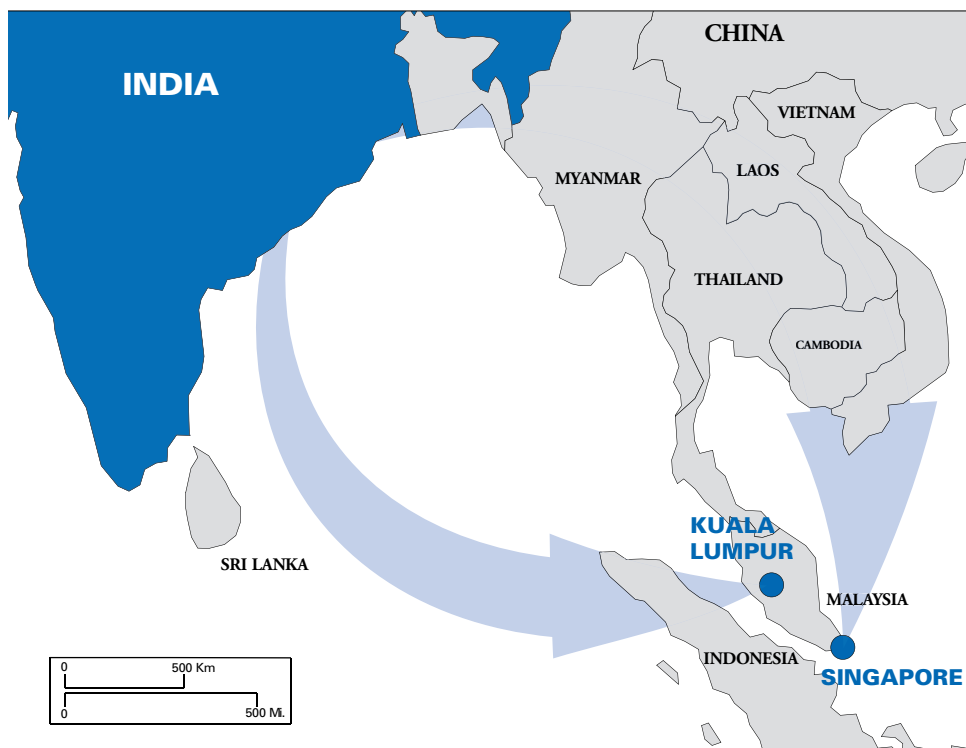 CHINA
INDIA
VIETNAM
LAOS
MYANMAR
THAILAND
CAMBODIA
KUALA
LUMPUR
SRI LANKA
MALAYSIA
INDONESIA
SINGAPORE
0 500 Km
0 500 Mi.